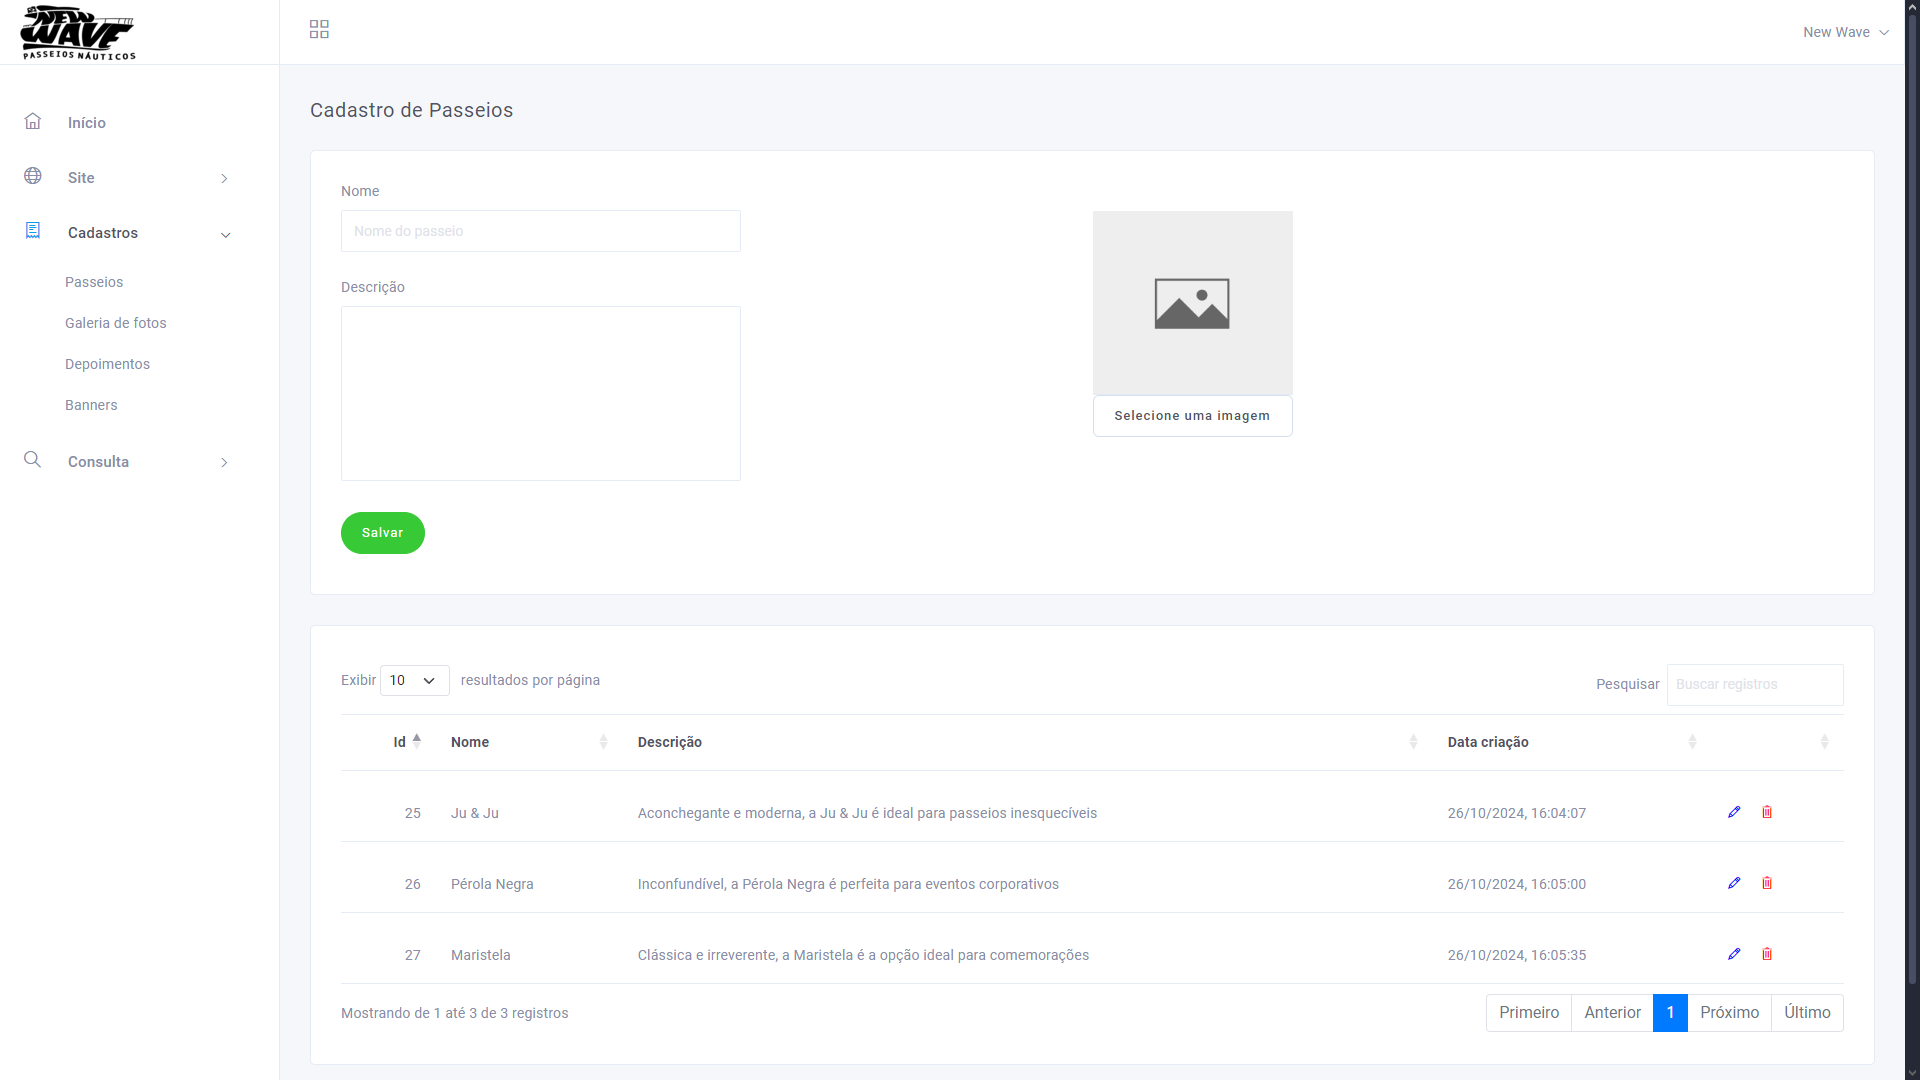 NEW
WAVE
PASSEIOS NÁUTICOS
New Wave
Início
Site
Cadastros
Passeios
Galeria de fotos
Depoimentos
Banners
Consulta
Cadastro de Passeios
Nome
Nome do passeio
Descrição
Selecione uma imagem
Salvar
Exibir 10 resultados por página
Pesquisar Buscar registros
Id Nome Descrição Data criação
25 Ju & Ju Aconchegante e moderna, a Ju & Ju é ideal para passeios inesquecíveis 26/10/2024, 16:04:07
26 Pérola Negra Inconfundível, a Pérola Negra é perfeita para eventos corporativos 26/10/2024, 16:05:00
27 Maristela Clássica e irreverente, a Maristela é a opção ideal para comemorações 26/10/2024, 16:05:35
Mostrando de 1 até 3 de 3 registros
Primeiro Anterior 1 Próximo Último